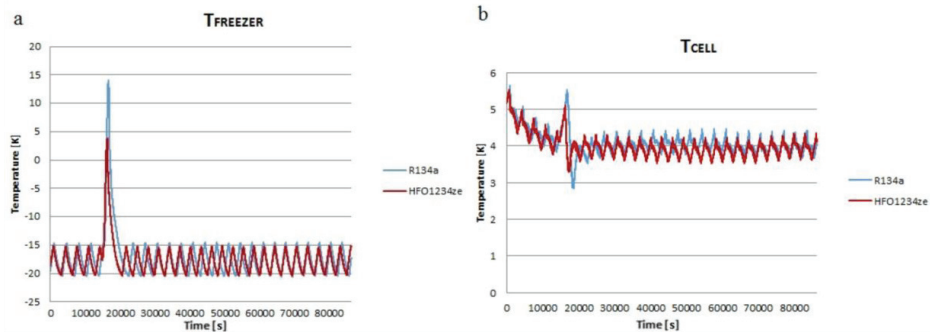 a
TFREEZER
20
15
10
5
0
-5
-10
-15
-20
-25
Temperature [K]
0 10000 20000 30000 40000 50000 60000 70000 80000
Time [s]
R134a
HFO1234ze
b
TCELL
6
5
4
3
2
1
0
Temperature [K]
0 10000 20000 30000 40000 50000 60000 70000 80000
Time [s]
R134a
HFO1234ze